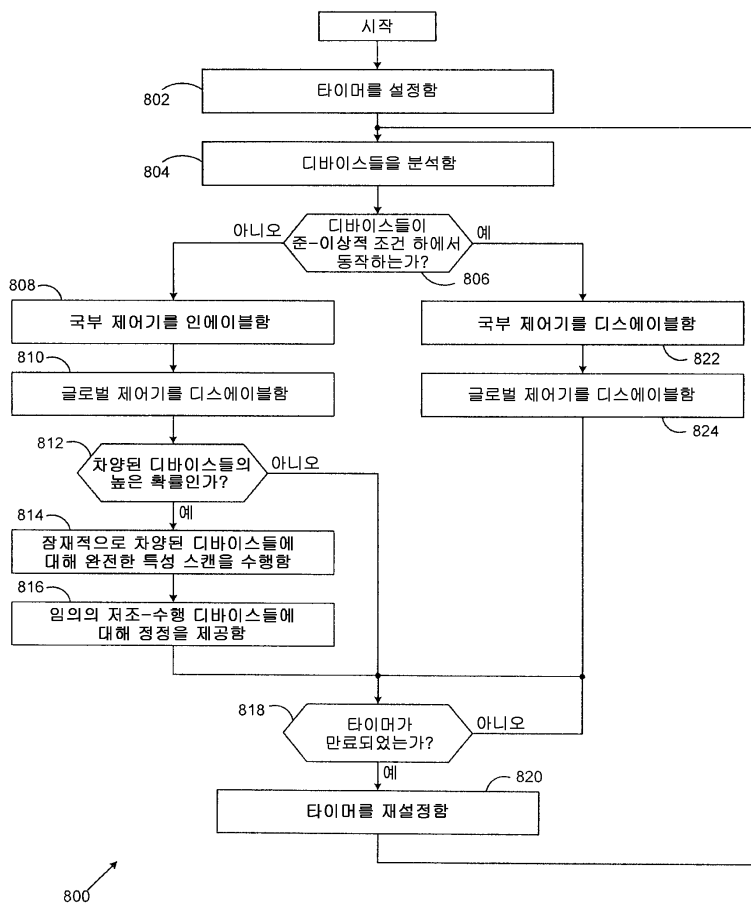 시작
802
타이머를 설정함
804
디바이스들을 분석함
아니오
디바이스들이
준-이상적 조건 하에서
동작하는가?
예
806
808
국부 제어기를 인에이블함
국부 제어기를 디스에이블함
822
810
글로벌 제어기를 디스에이블함
글로벌 제어기를 디스에이블함
824
812
차양된 디바이스들의
높은 확률인가?
아니오
예
814
잠재적으로 차양된 디바이스들에
대해 완전한 특성 스캔을 수행함
816
임의의 저조-수행 디바이스들에
대해 정정을 제공함
818
타이머가
만료되었는가?
아니오
예
820
타이머를 재설정함
800